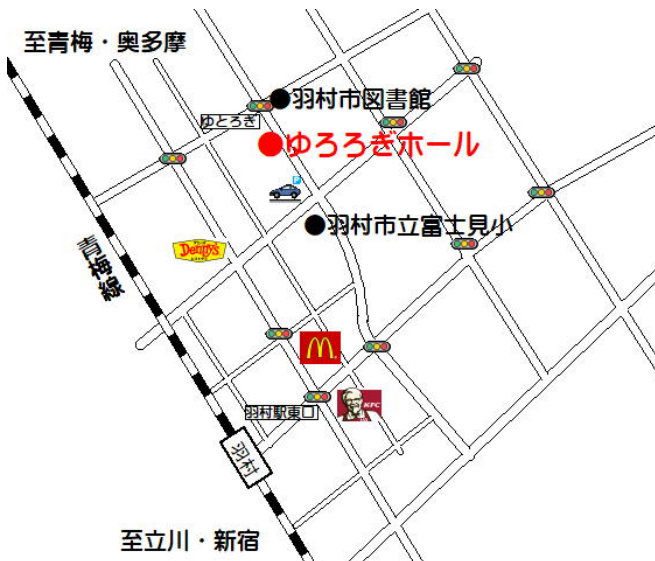 至青梅・奥多摩
●羽村市図書館
ゆとろぎ
●ゆろろぎホール
P
●羽村市立富士見小
Denny's
青梅線
羽村駅東口
KFC
羽村
至立川・新宿